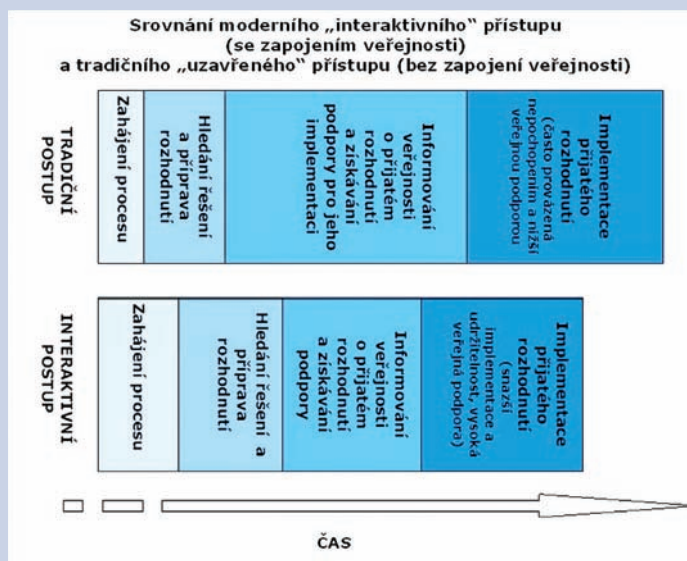 Srovnání moderního „interaktivního“ přístupu
(se zapojením veřejnosti)
a tradičního „uzavřeného“ přístupu (bez zapojení veřejnosti)
TRADIČNÍ
POSTUP
Zahájení procesu
Hledání řešení
a příprava
rozhodnutí
Informování
veřejnosti
o přijatém
rozhodnutí
a získávání
podpory pro jeho
implementaci
Implementace
přijatého
rozhodnutí
(často provázená
nepochopením a nižší
veřejnou podporou
INTERAKTIVNÍ
POSTUP
Zahájení procesu
Hledání řešení a
příprava
rozhodnutí
Informování
veřejnosti
o přijatém
rozhodnutí
a získávání
podpory
Implementace
přijatého
rozhodnutí
(snazší
implementace a
udržitelnost, vysoká
veřejná podpora)
ČAS